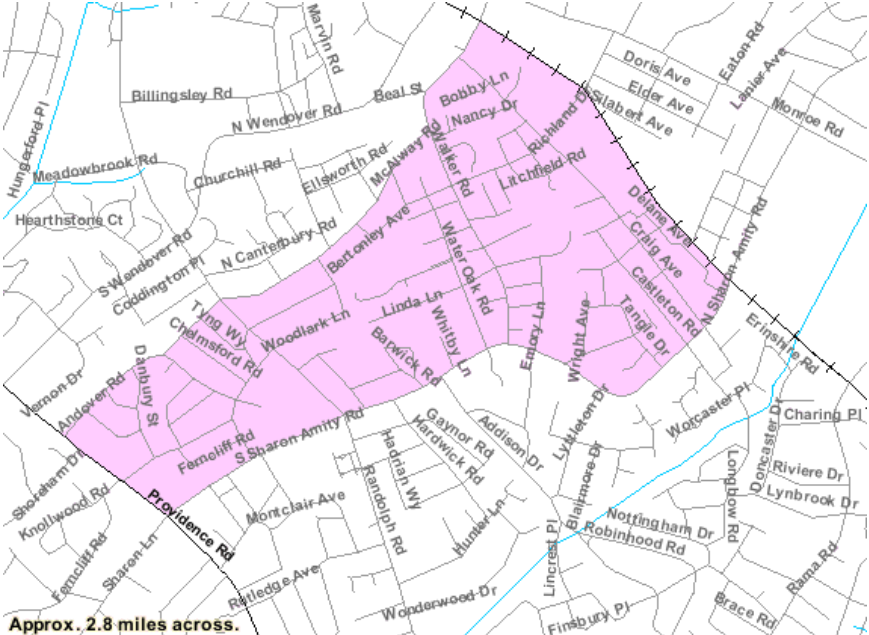 Marvin Rd
Doris Ave
Eaton Rd
Lanier Ave
Elder Ave
Silabert Ave
Monroe Rd
Hungerford Pl
Billingsley Rd
Beal St
Bobby Ln
Nancy Dr
N Wendover Rd
Richland Dr
Meadowbrook Rd
Churchill Rd
Ellsworth Rd
McAlway Rd
Walker Rd
Litchfield Rd
Hearthstone Ct
S Wendover Rd
Coddington Pl
N Canterbury Rd
Bertonley Ave
Water Oak Rd
Delane Ave
Craig Ave
Castleton Rd
N Sharon Amity Rd
Tyng Wy
Chelmsford Rd
Woodlark Ln
Linda Ln
Whitby Ln
Barwick Rd
Emory Ln
Wright Ave
Tangle Dr
Erinshire Rd
Vernon Dr
Andover Rd
Danbury St
Ferncliff Rd
S Sharon Amity Rd
Gaynor Rd
Hardwick Rd
Addison Dr
Lyttleton Dr
Worcaster Pl
Charing Pl
Doncaster Dr
Shoreham Dr
Knollwood Rd
Providence Rd
Hadrian Wy
Randolph Rd
Blairmore Dr
Longbow Rd
Riviere Dr
Lynbrook Dr
Ferncliff Rd
Sharon Ln
Montclair Ave
Hunter Ln
Nottingham Dr
Robinhood Rd
Lincrest Pl
Rutledge Ave
Wonderwood Dr
Finsbury Pl
Brace Rd
Rama Rd
Approx. 2.8 miles across.